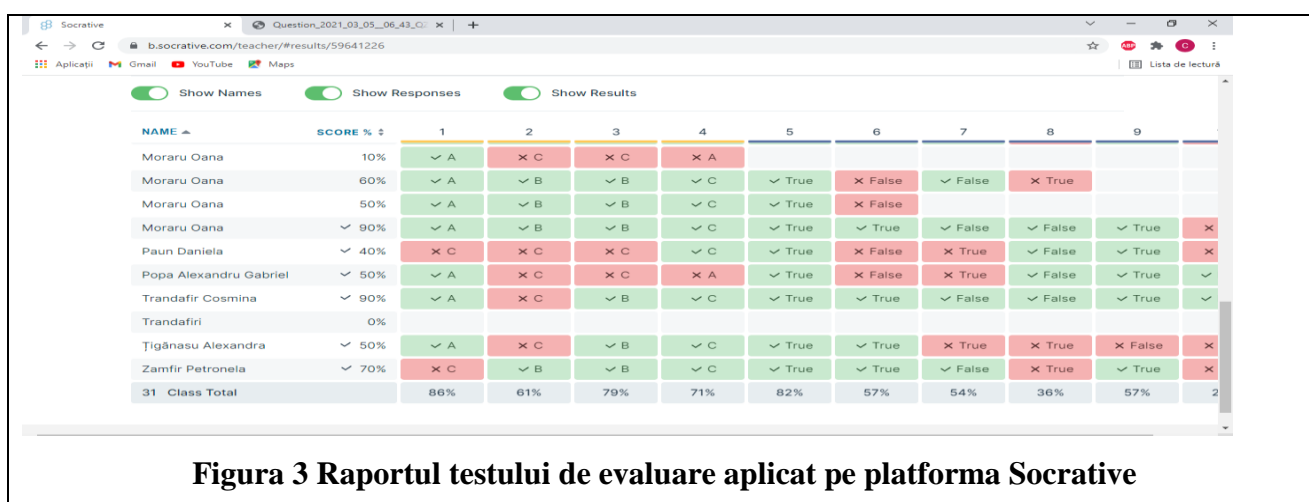 Socrative × Question_2021_03_05__06_43_Q × +
b.socrative.com/teacher/#results/59641226 ABP C
Aplicații Gmail YouTube Maps Lista de lectură
Show Names Show Responses Show Results
NAME SCORE % 1 2 3 4 5 6 7 8 9
Moraru Oana 10% ✓ A ✕ C ✕ C ✕ A
Moraru Oana 60% ✓ A ✓ B ✓ B ✓ C ✓ True ✕ False ✓ False ✕ True
Moraru Oana 50% ✓ A ✓ B ✓ B ✓ C ✓ True ✕ False
Moraru Oana ✓ 90% ✓ A ✓ B ✓ B ✓ C ✓ True ✓ True ✓ False ✓ False ✓ True ✕
Paun Daniela ✓ 40% ✕ C ✕ C ✕ C ✓ C ✓ True ✕ False ✕ True ✓ False ✓ True ✕
Popa Alexandru Gabriel ✓ 50% ✓ A ✕ C ✕ C ✕ A ✓ True ✕ False ✕ True ✓ False ✓ True ✓
Trandafir Cosmina ✓ 90% ✓ A ✕ C ✓ B ✓ C ✓ True ✓ True ✓ False ✓ False ✓ True ✓
Trandafiri 0%
Țigănasu Alexandra ✓ 50% ✓ A ✕ C ✓ B ✓ C ✓ True ✓ True ✕ True ✕ True ✕ False ✕
Zamfir Petronela ✓ 70% ✕ C ✓ B ✓ B ✓ C ✓ True ✓ True ✓ False ✕ True ✓ True ✕
31 Class Total 86% 61% 79% 71% 82% 57% 54% 36% 57% 2
Figura 3 Raportul testului de evaluare aplicat pe platforma Socrative